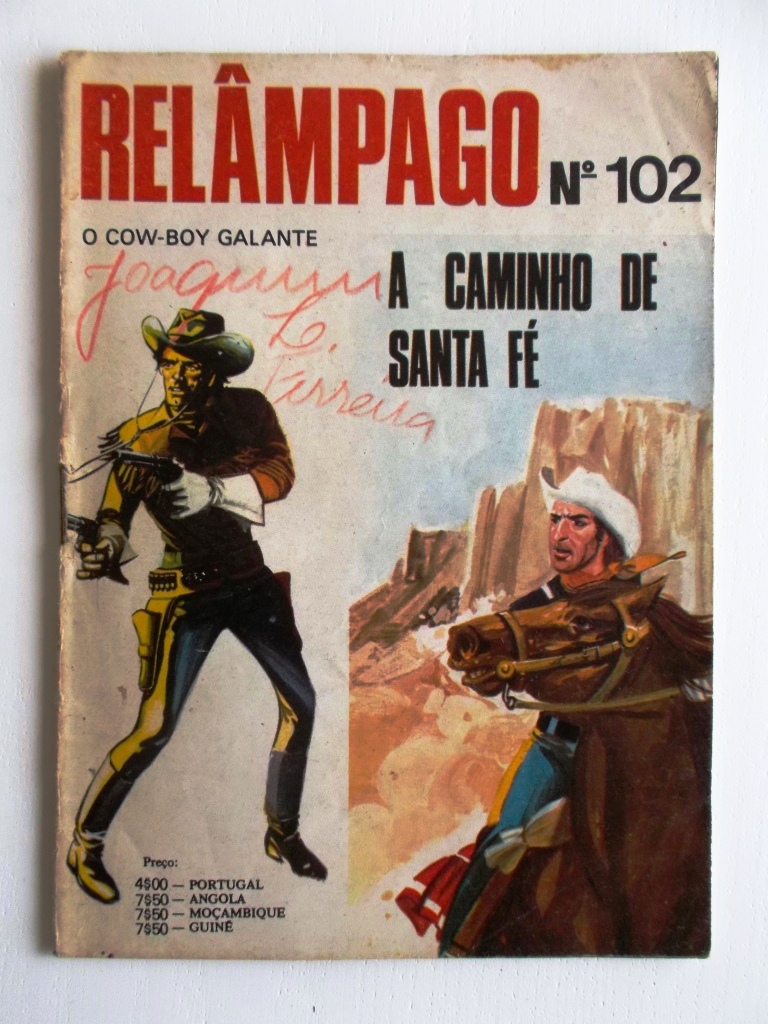 RELÂMPAGO Nº 102
O COW-BOY GALANTE
Joaquim
L.
Ferreira
A CAMINHO DE
SANTA FÉ
Preço:
4$00 — PORTUGAL
7$50 — ANGOLA
7$50 — MOÇAMBIQUE
7$50 — GUINÉ